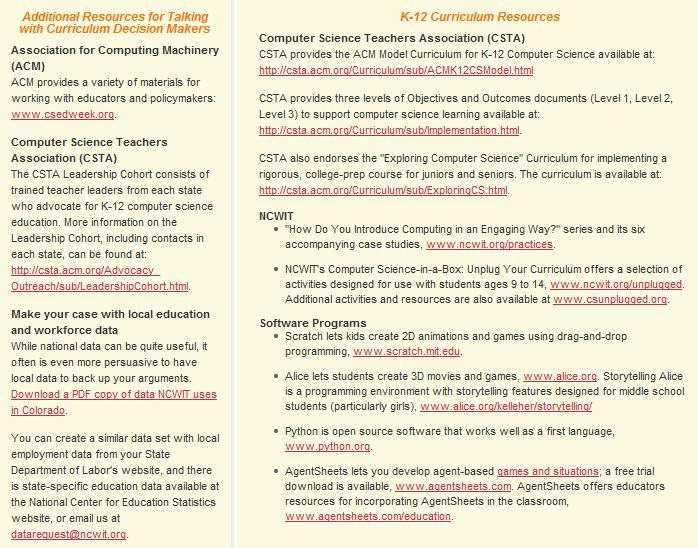 Additional Resources for Talking
with Curriculum Decision Makers
Association for Computing Machinery
(ACM)
ACM provides a variety of materials for
working with educators and policymakers:
www.csedweek.org.
Computer Science Teachers
Association (CSTA)
The CSTA Leadership Cohort consists of
trained teacher leaders from each state
who advocate for K-12 computer science
education. More information on the
Leadership Cohort, including contacts in
each state, can be found at:
http://csta.acm.org/Advocacy_
Outreach/sub/LeadershipCohort.html.
Make your case with local education
and workforce data
While national data can be quite useful, it
often is even more persuasive to have
local data to back up your arguments.
Download a PDF copy of data NCWIT uses
in Colorado.
You can create a similar data set with local
employment data from your State
Department of Labor's website, and there
is state-specific education data available at
the National Center for Education Statistics
website, or email us at
datarequest@ncwit.org.
K-12 Curriculum Resources
Computer Science Teachers Association (CSTA)
CSTA provides the ACM Model Curriculum for K-12 Computer Science available at:
http://csta.acm.org/Curriculum/sub/ACMK12CSModel.html
CSTA provides three levels of Objectives and Outcomes documents (Level 1, Level 2,
Level 3) to support computer science learning available at:
http://csta.acm.org/Curriculum/sub/Implementation.html.
CSTA also endorses the "Exploring Computer Science" Curriculum for implementing a
rigorous, college-prep course for juniors and seniors. The curriculum is available at:
http://csta.acm.org/Curriculum/sub/ExploringCS.html.
NCWIT
• "How Do You Introduce Computing in an Engaging Way?" series and its six
accompanying case studies, www.ncwit.org/practices.
• NCWIT's Computer Science-in-a-Box: Unplug Your Curriculum offers a selection of
activities designed for use with students ages 9 to 14, www.ncwit.org/unplugged.
Additional activities and resources are also available at www.csunplugged.org.
Software Programs
• Scratch lets kids create 2D animations and games using drag-and-drop
programming, www.scratch.mit.edu.
• Alice lets students create 3D movies and games, www.alice.org. Storytelling Alice
is a programming environment with storytelling features designed for middle school
students (particularly girls), www.alice.org/kelleher/storytelling/
• Python is open source software that works well as a first language,
www.python.org.
• AgentSheets lets you develop agent-based games and situations; a free trial
download is available, www.agentsheets.com. AgentSheets offers educators
resources for incorporating AgentSheets in the classroom,
www.agentsheets.com/education.